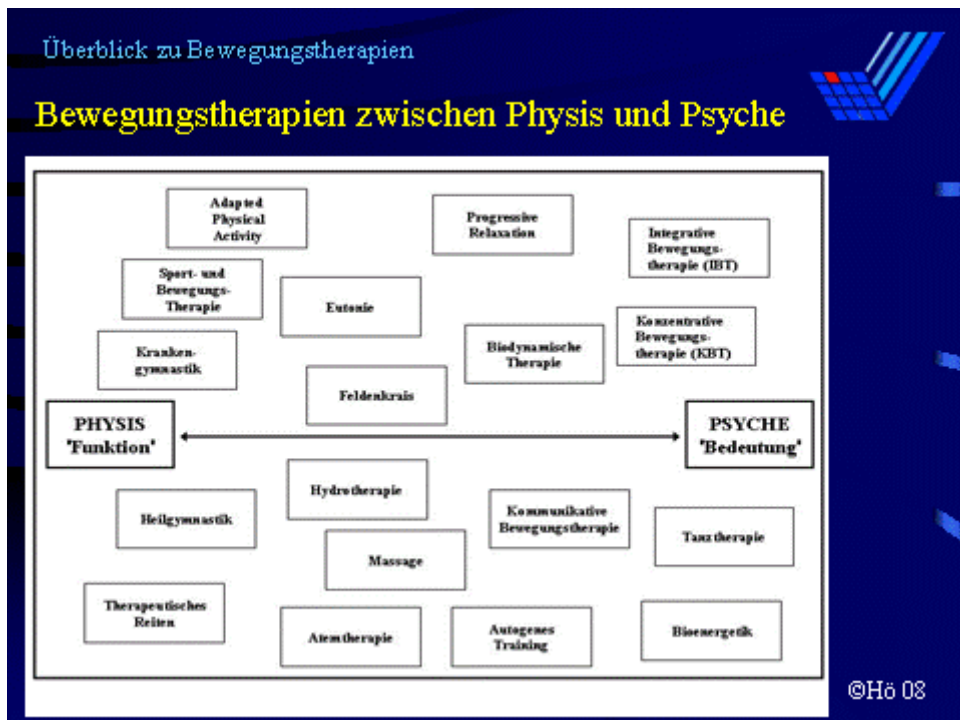 Überblick zu Bewegungstherapien
Bewegungstherapien zwischen Physis und Psyche
Adapted
Physical
Activity
Progressive
Relaxation
Integrative
Bewegungs-
therapie (IBT)
Sport- und
Bewegungs-
Therapie
Eutonie
Konzentrative
Bewegungs-
therapie (KBT)
Kranken-
gymnastik
Biodynamische
Therapie
Feldenkrais
PHYSIS
"Funktion"
PSYCHE
"Bedeutung"
Hydrotherapie
Heilgymnastik
Kommunikative
Bewegungstherapie
Tanztherapie
Massage
Therapeutisches
Reiten
Atemtherapie
Autogenes
Training
Bioenergetik
©Hö 08